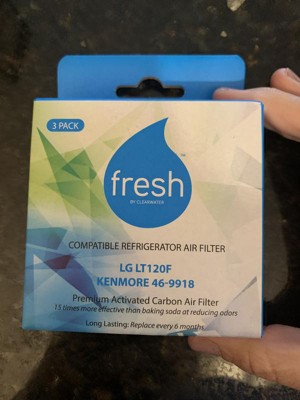 3 PACK
fresh
BY CLEARWATER
™
COMPATIBLE REFRIGERATOR AIR FILTER
LG LT120F
KENMORE 46-9918
Premium Activated Carbon Air Filter
15 times more effective than baking soda at reducing odors
Long Lasting: Replace every 6 months